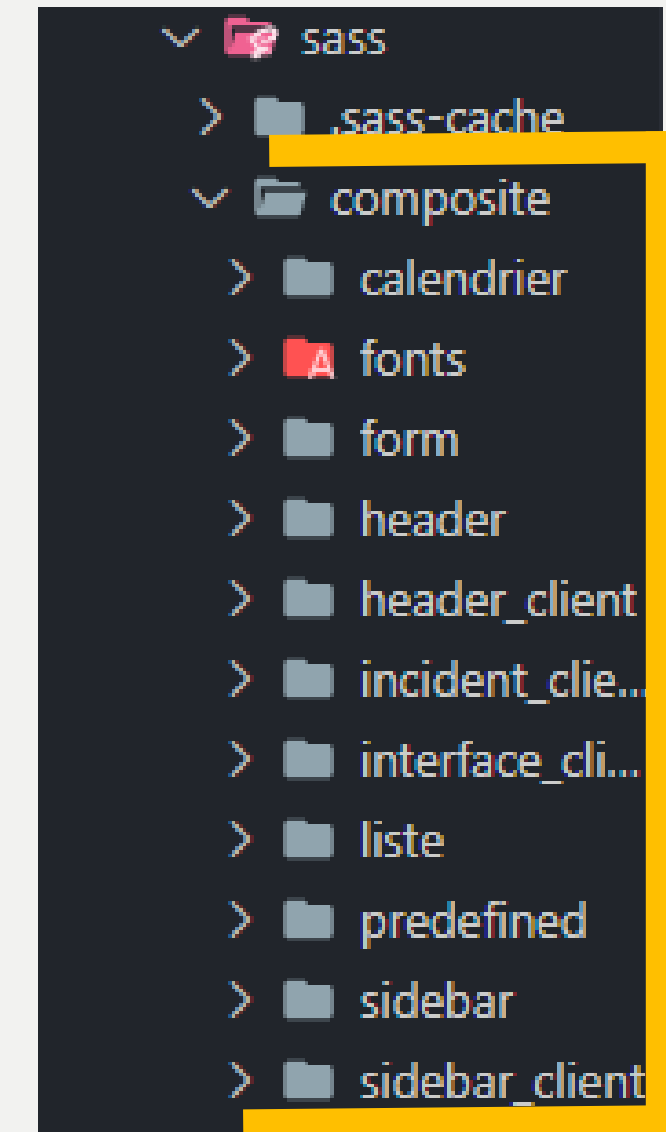 sass
.sass-cache
composite
calendrier
fonts
form
header
header_client
incident_clie...
interface_cli...
liste
predefined
sidebar
sidebar_client